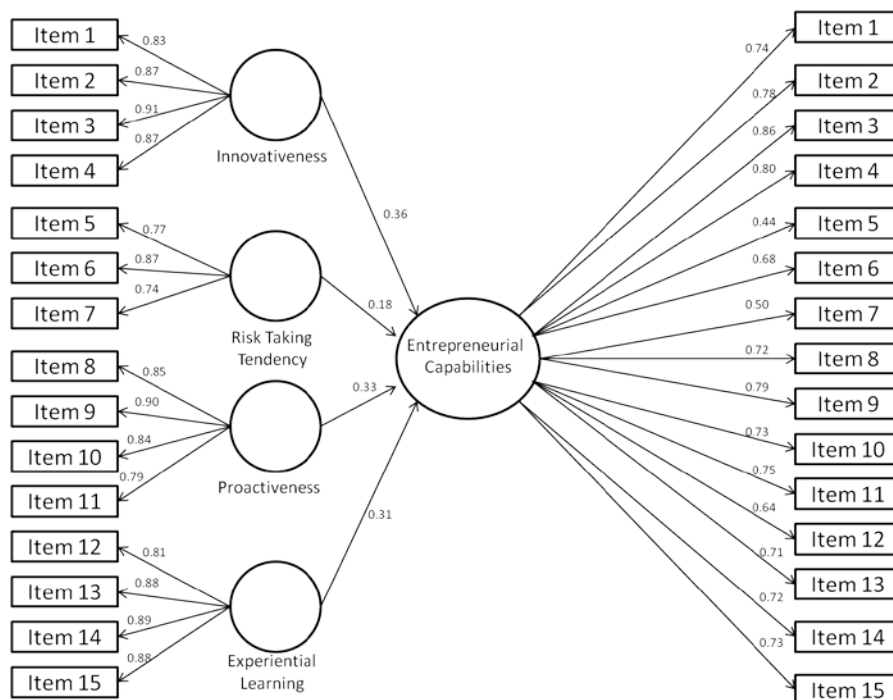 Item 1
0.83
Item 2
0.87
Item 3
0.91
Item 4
0.87
Innovativeness
Item 5
0.77
Item 6
0.87
Item 7
0.74
Risk Taking
Tendency
Item 8
0.85
Item 9
0.90
Item 10
0.84
Item 11
0.79
Proactiveness
Item 12
0.81
Item 13
0.88
Item 14
0.89
Item 15
0.88
Experiential
Learning
0.36
0.18
0.33
0.31
Entrepreneurial
Capabilities
0.74
Item 1
0.78
Item 2
0.86
Item 3
0.80
Item 4
0.44
Item 5
0.68
Item 6
0.50
Item 7
0.72
Item 8
0.79
Item 9
0.73
Item 10
0.75
Item 11
0.64
Item 12
0.71
Item 13
0.72
Item 14
0.73
Item 15